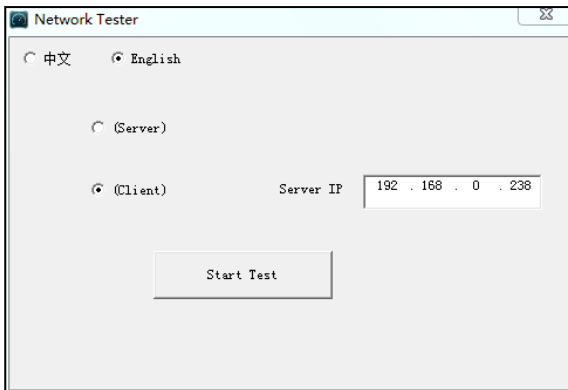 Network Tester
中文 English
(Server)
(Client) Server IP 192 . 168 . 0 . 238
Start Test